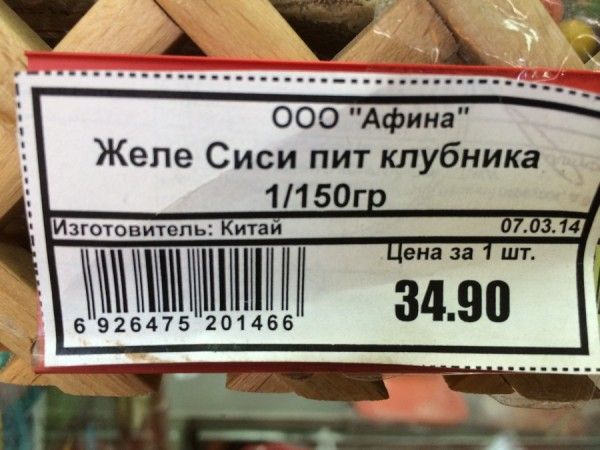 ООО "Афина"
Желе Сиси пит клубника
1/150гр
Изготовитель: Китай 07.03.14
Цена за 1 шт.
34.90
6 926475 201466